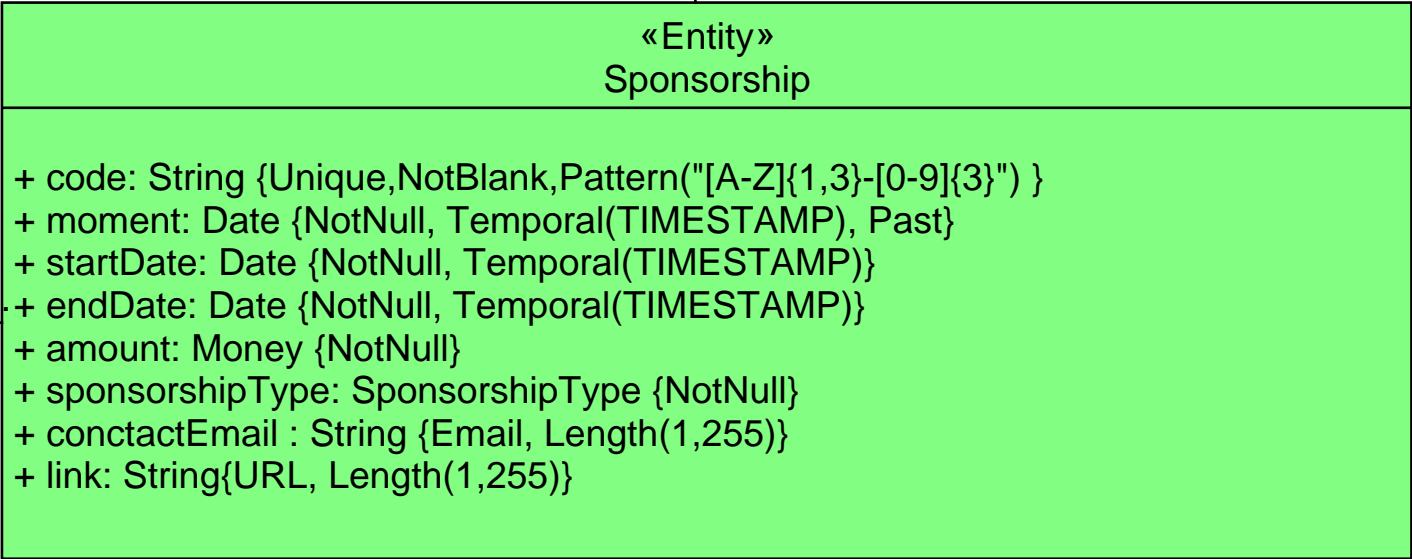 «Entity»
Sponsorship
+ code: String {Unique,NotBlank,Pattern("[A-Z]{1,3}-[0-9]{3}") }
+ moment: Date {NotNull, Temporal(TIMESTAMP), Past}
+ startDate: Date {NotNull, Temporal(TIMESTAMP)}
+ endDate: Date {NotNull, Temporal(TIMESTAMP)}
+ amount: Money {NotNull}
+ sponsorshipType: SponsorshipType {NotNull}
+ conctactEmail : String {Email, Length(1,255)}
+ link: String{URL, Length(1,255)}